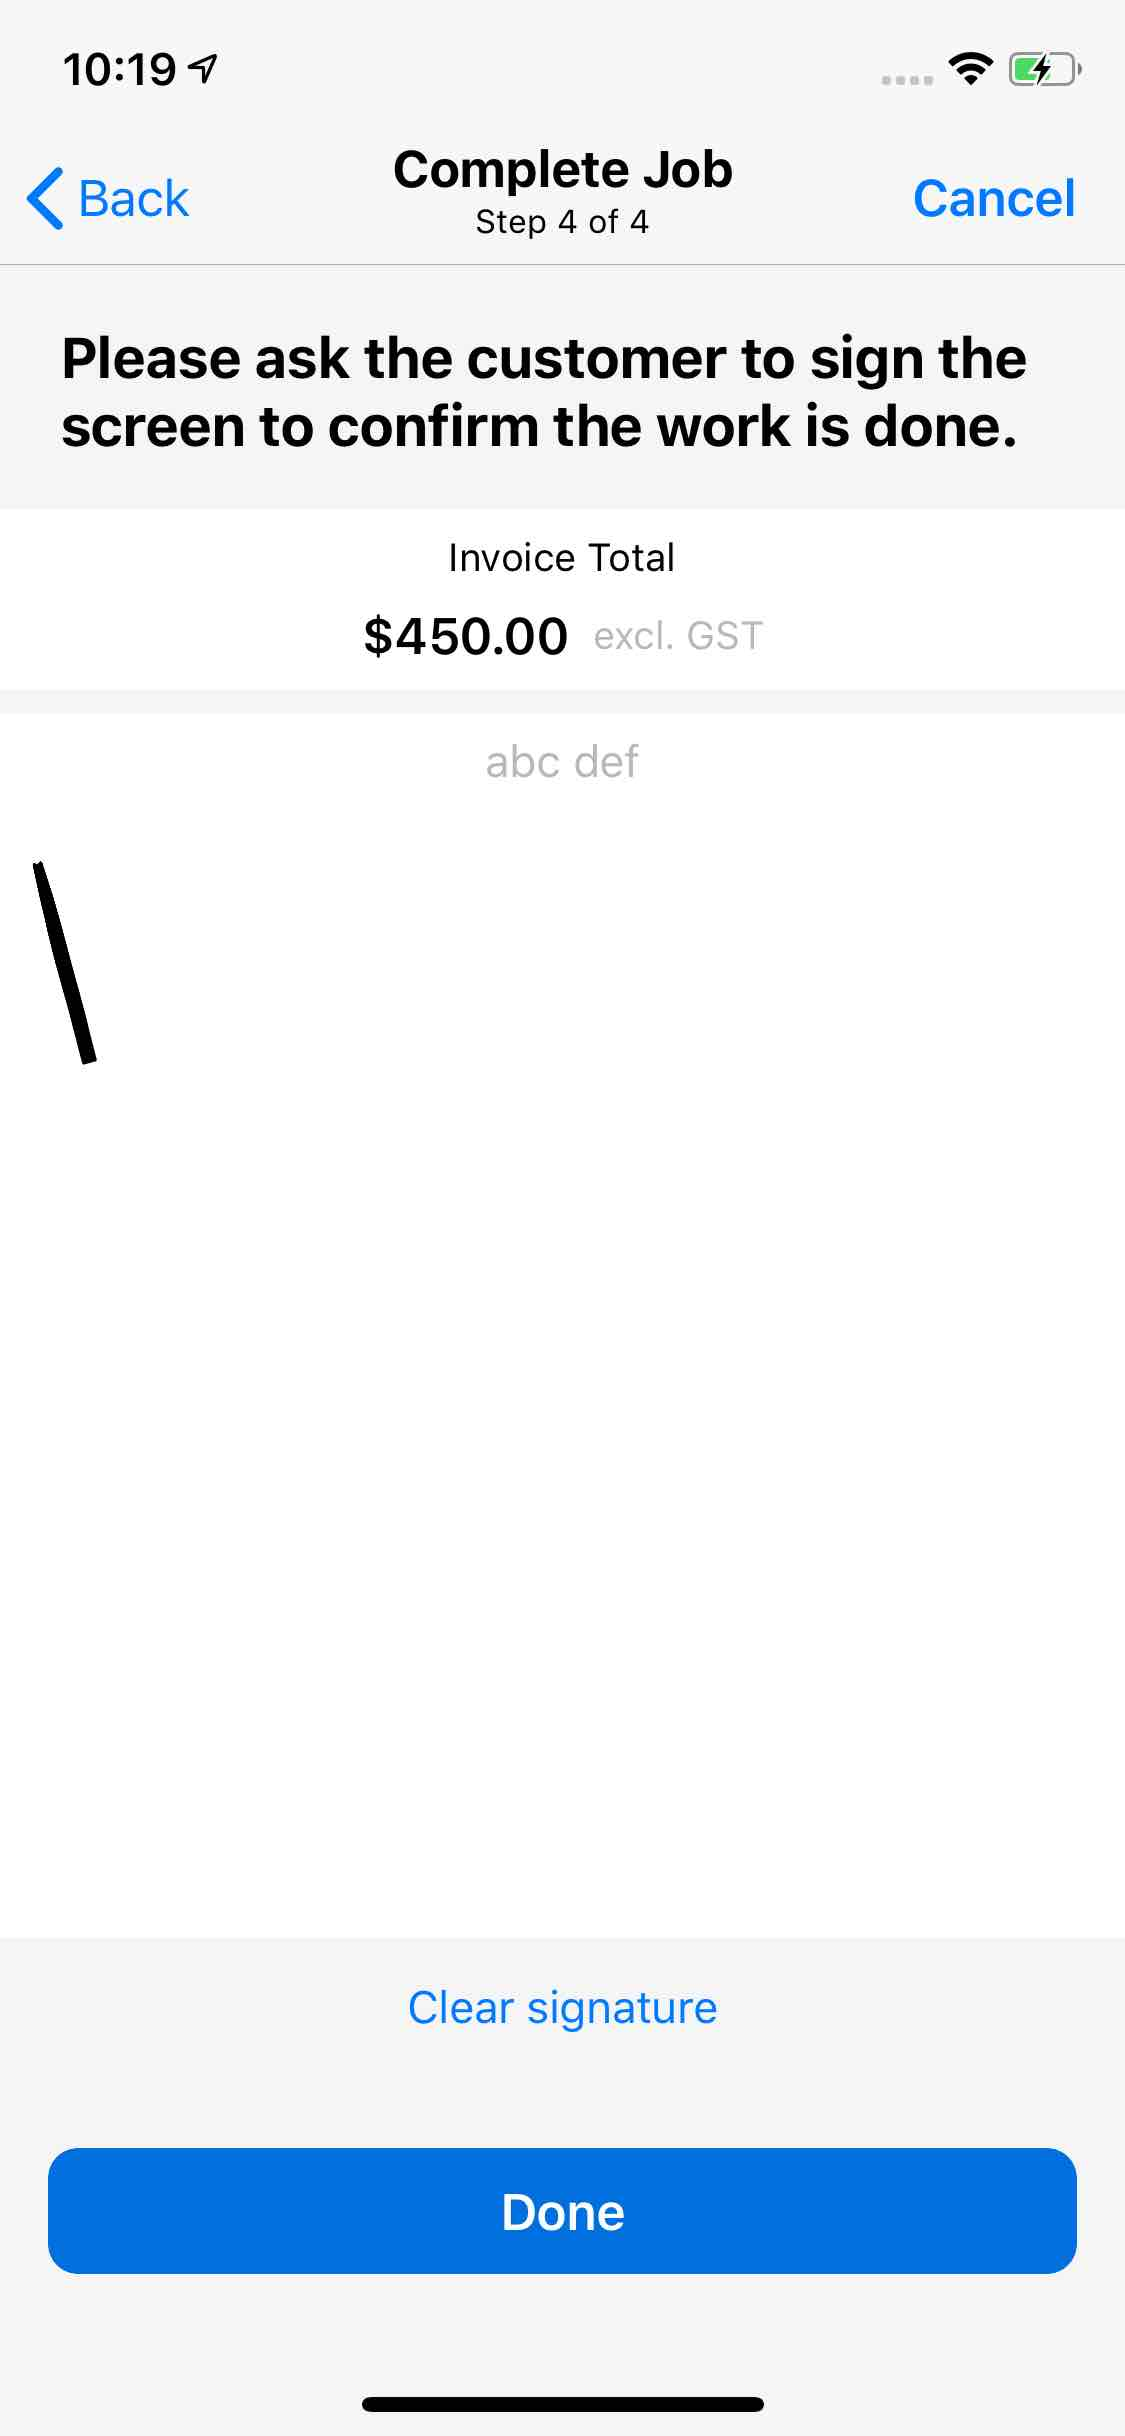 10:19
Back
Complete Job
Step 4 of 4
Cancel
Please ask the customer to sign the
screen to confirm the work is done.
Invoice Total
$450.00 excl. GST
abc def
Clear signature
Done